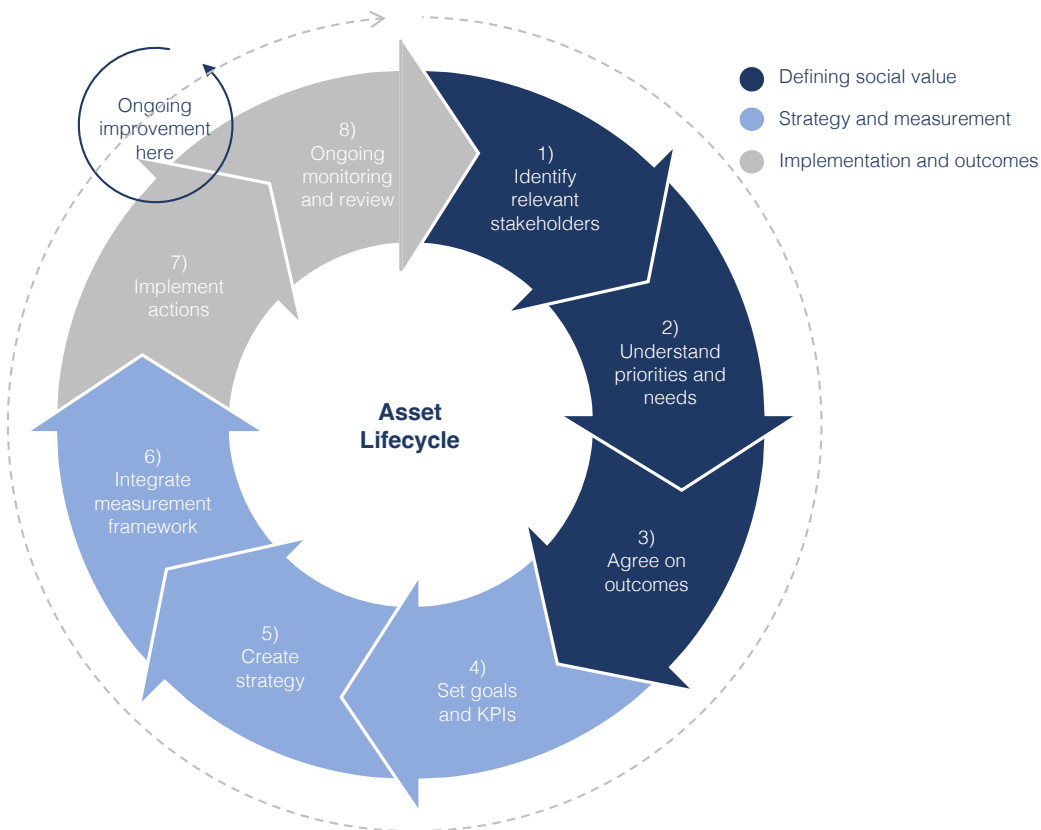 Ongoing
improvement
here
Defining social value
Strategy and measurement
Implementation and outcomes
1)
Identify
relevant
stakeholders
2)
Understand
priorities and
needs
3)
Agree on
outcomes
4)
Set goals
and KPIs
5)
Create
strategy
6)
Integrate
measurement
framework
7)
Implement
actions
8)
Ongoing
monitoring
and review
Asset
Lifecycle